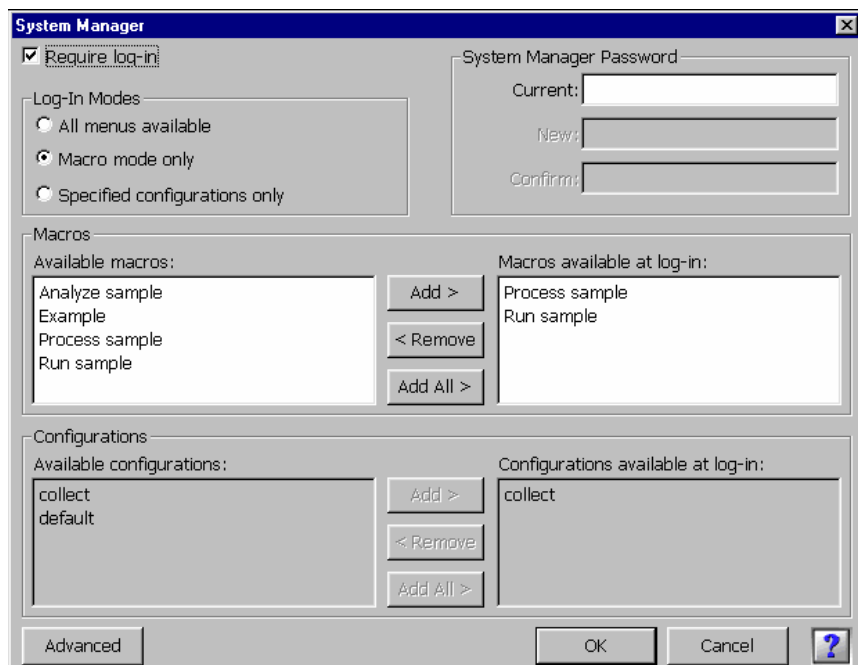 System Manager
Require log-in
Log-In Modes
All menus available
Macro mode only
Specified configurations only
System Manager Password
Current:
New:
Confirm:
Macros
Available macros:
Analyze sample
Example
Process sample
Run sample
Add >
< Remove
Add All >
Macros available at log-in:
Process sample
Run sample
Configurations
Available configurations:
collect
default
Add >
< Remove
Add All >
Configurations available at log-in:
collect
Advanced
OK
Cancel
?